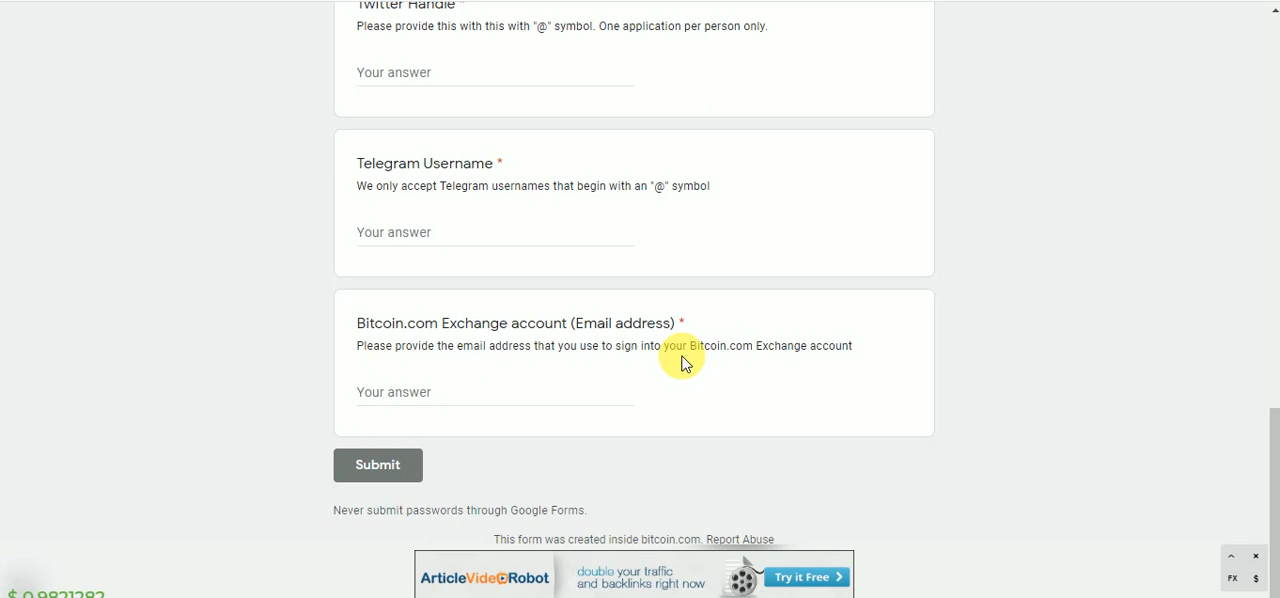 Twitter Handle *
Please provide this with this with "@" symbol. One application per person only.
Your answer
Telegram Username *
We only accept Telegram usernames that begin with an "@" symbol
Your answer
Bitcoin.com Exchange account (Email address) *
Please provide the email address that you use to sign into your Bitcoin.com Exchange account
Your answer
Submit
Never submit passwords through Google Forms.
This form was created inside bitcoin.com. Report Abuse
ArticleVideoRobot
double your traffic
and backlinks right now
Try it Free
FX $
$ 0.9821282